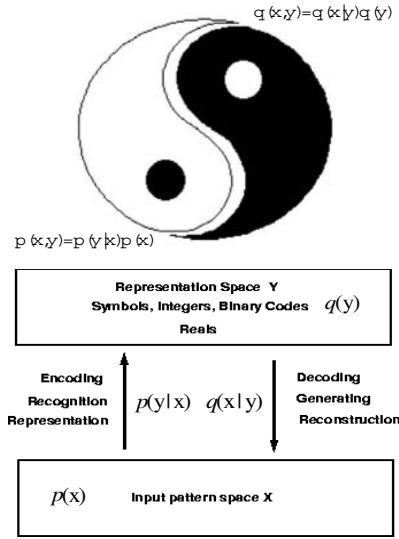 q(x,y)=q(x|y)q(y)
p(x,y)=p(y|x)p(x)
Representation Space Y
Symbols, Integers, Binary Codes q(y)
Reals
Encoding
Recognition
Representation
p(y|x) q(x|y)
Decoding
Generating
Reconstruction
p(x) Input pattern space X